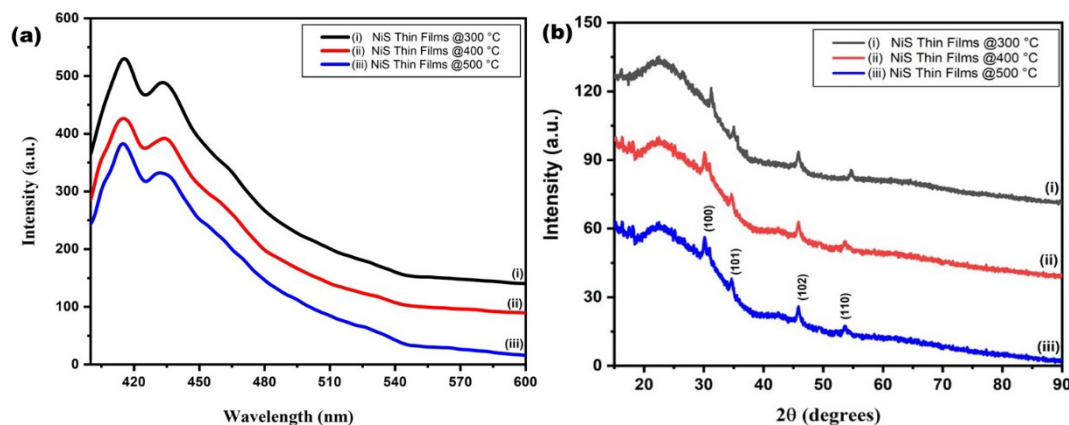 (a)
600
500
400
300
200
100
0
Intensity (a.u.)
(i) NiS Thin Films @300 °C
(ii) NiS Thin Films @400 °C
(iii) NiS Thin Films @500 °C
(i)
(ii)
(iii)
420 450 480 510 540 570 600
Wavelength (nm)
(b)
150
120
90
60
30
0
Intensity (a.u.)
(i) NiS Thin Films @300 °C
(ii) NiS Thin Films @400 °C
(iii) NiS Thin Films @500 °C
(i)
(ii)
(iii)
(100)
(101)
(102)
(110)
20 30 40 50 60 70 80 90
2θ (degrees)